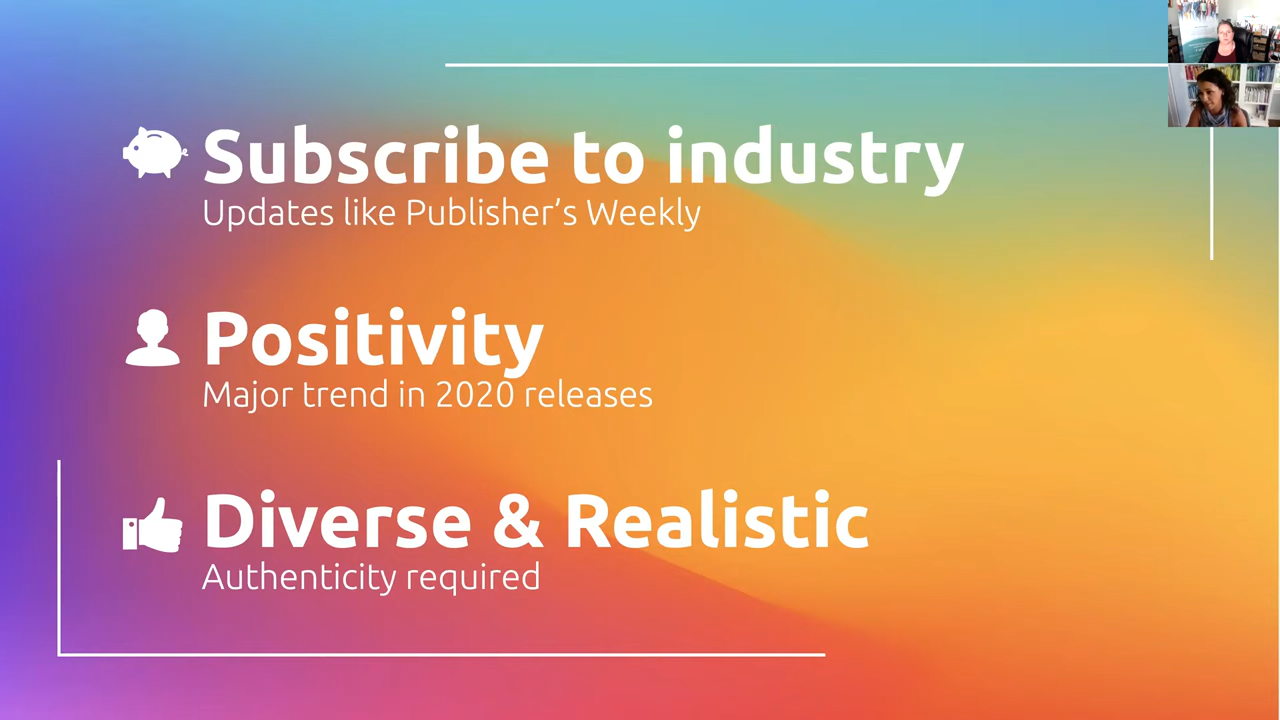 Subscribe to industry
Updates like Publisher’s Weekly
Positivity
Major trend in 2020 releases
Diverse & Realistic
Authenticity required